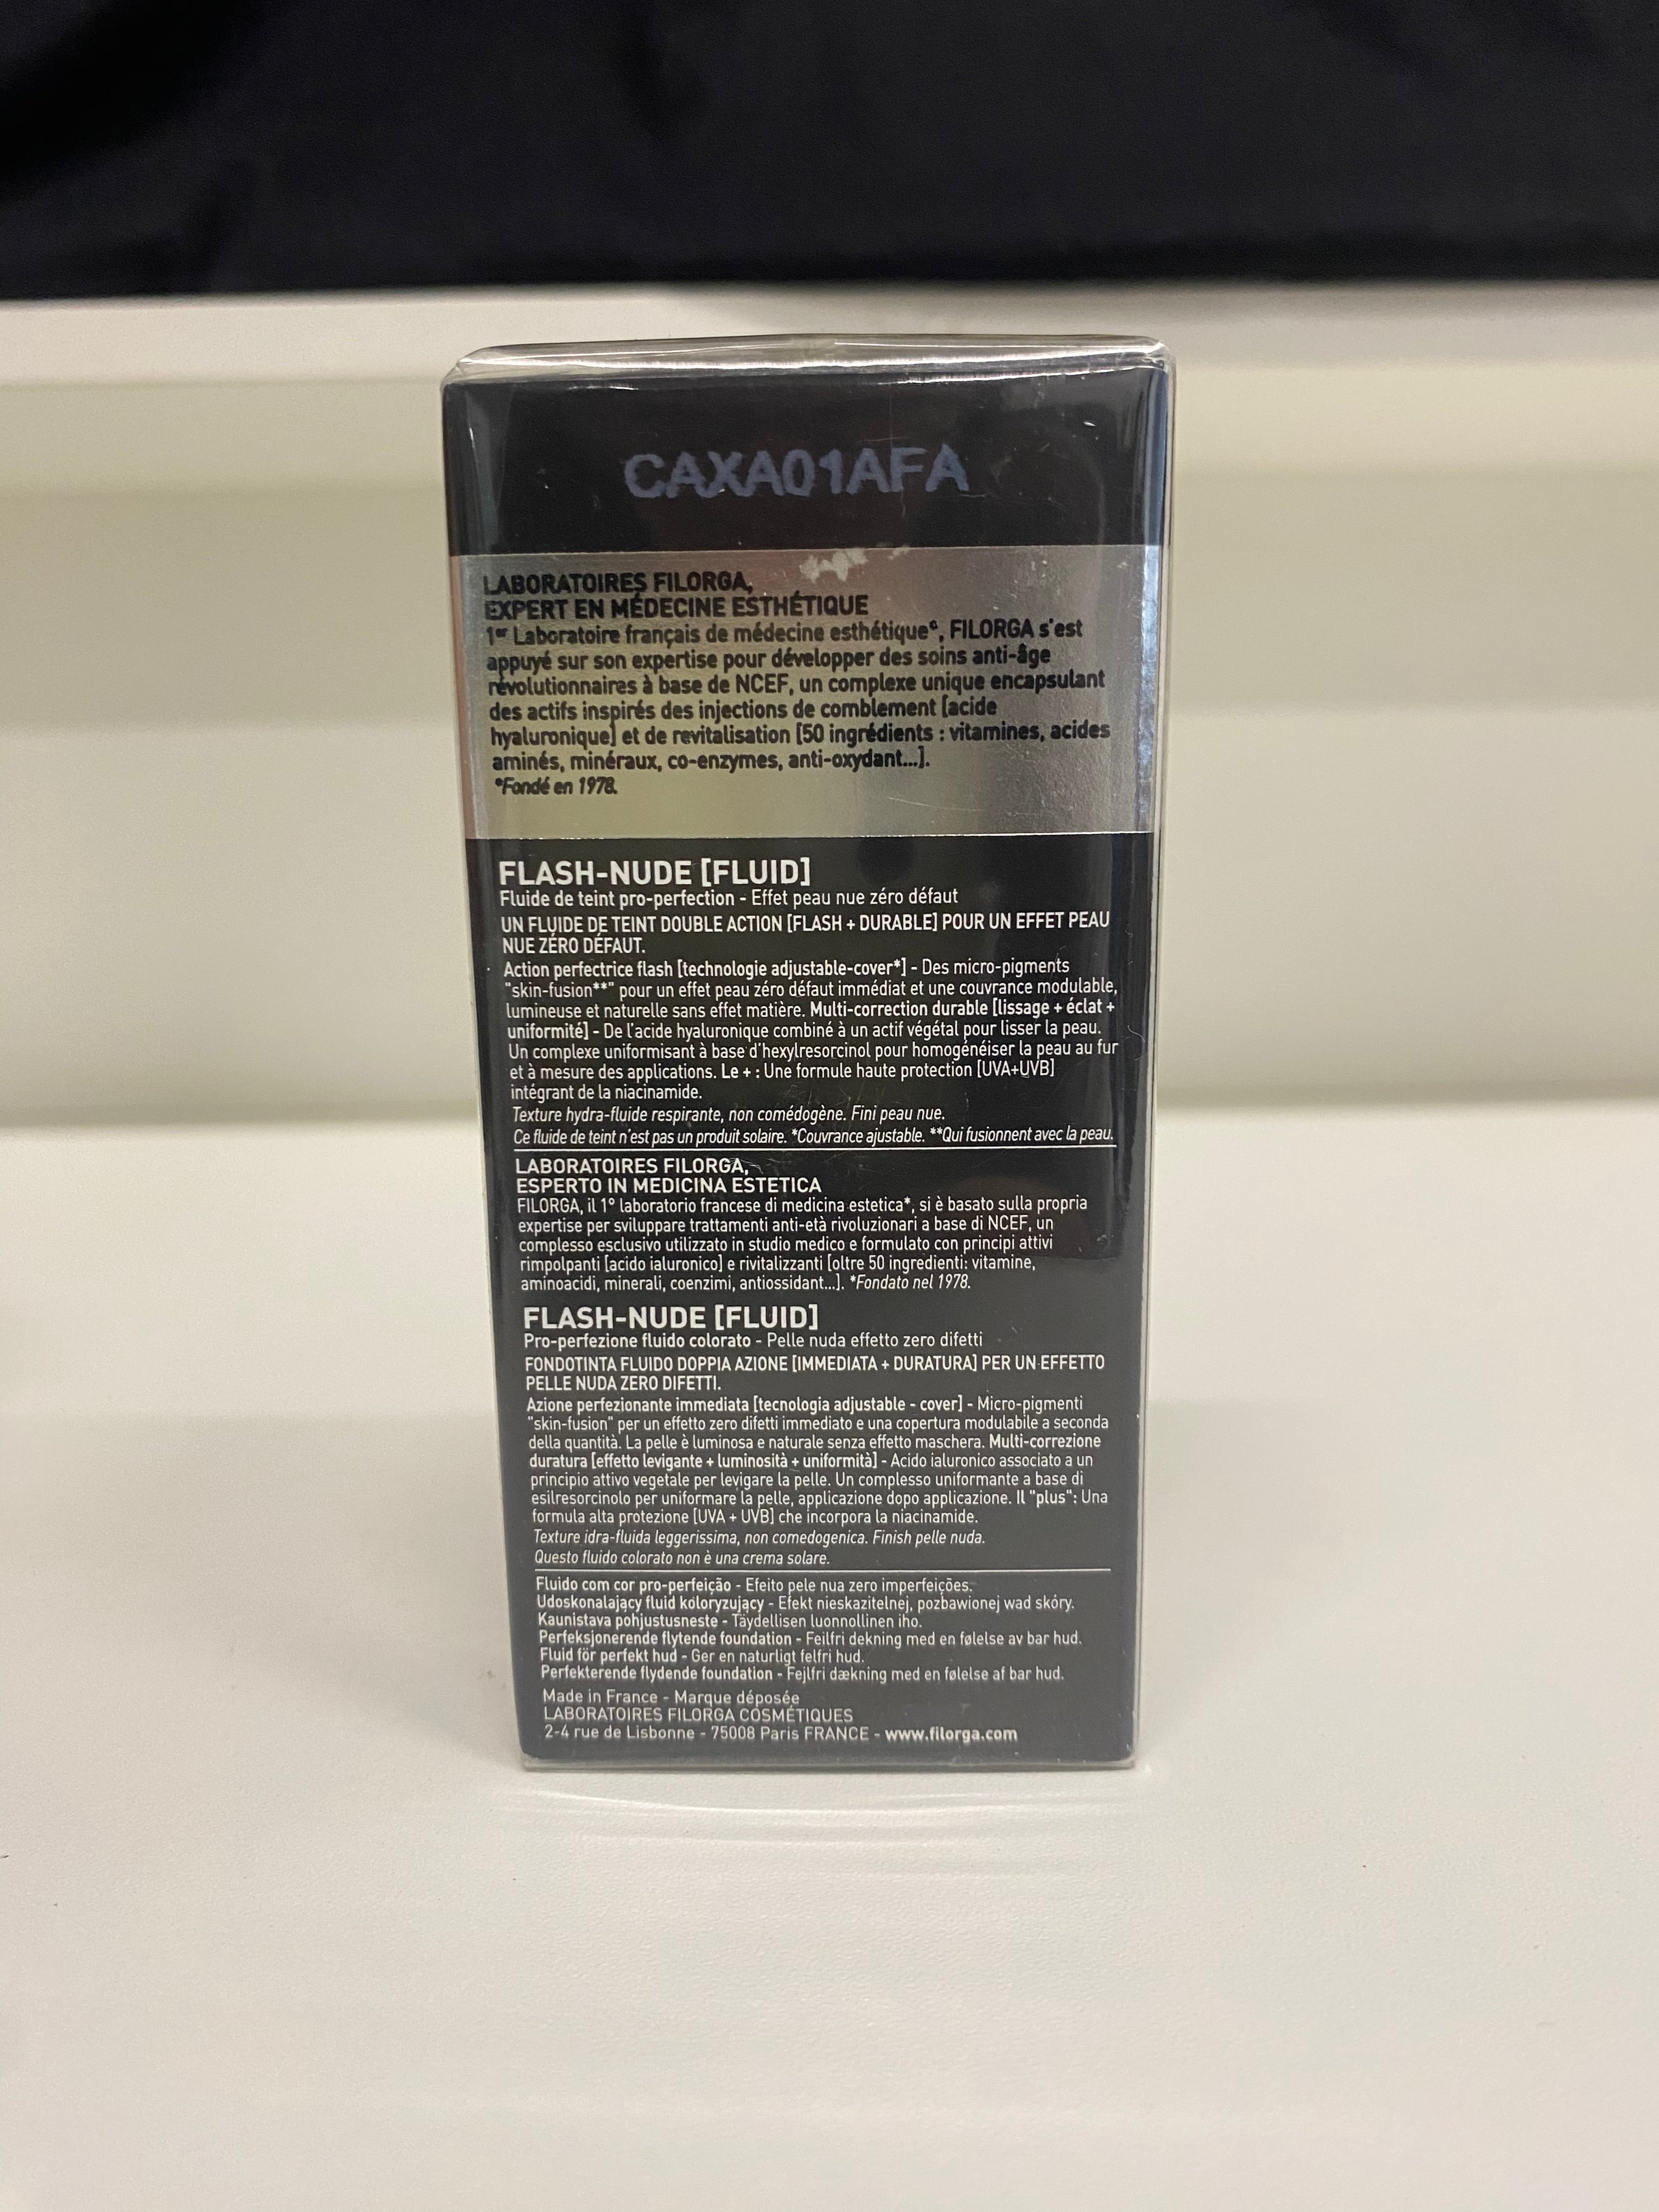 CAXA01AFA
LABORATOIRES FILORGA,
EXPERT EN MÉDECINE ESTHÉTIQUE
1er Laboratoire français de médecine esthétique*, FILORGA s'est
appuyé sur son expertise pour développer des soins anti-âge
révolutionnaires à base de NCEF, un complexe unique encapsulant
des actifs inspirés des injections de comblement [acide
hyaluronique] et de revitalisation [50 ingrédients : vitamines, acides
aminés, minéraux, co-enzymes, anti-oxydant...].
*Fondé en 1978.
FLASH-NUDE [FLUID]
Fluide de teint pro-perfection - Effet peau nue zéro défaut
UN FLUIDE DE TEINT DOUBLE ACTION [FLASH + DURABLE] POUR UN EFFET PEAU
NUE ZÉRO DÉFAUT.
Action perfectrice flash [technologie adjustable-cover*] - Des micro-pigments
"skin-fusion**" pour un effet peau zéro défaut immédiat et une couvrance modulable,
lumineuse et naturelle sans effet matière. Multi-correction durable [lissage + éclat +
uniformité] - De l'acide hyaluronique combiné à un actif végétal pour lisser la peau.
Un complexe uniformisant à base d'hexylresorcinol pour homogénéiser la peau au fur
et à mesure des applications. Le + : Une formule haute protection [UVA+UVB]
intégrant de la niacinamide.
Texture hydra-fluide respirante, non comédogène. Fini peau nue.
Ce fluide de teint n'est pas un produit solaire. *Couvrance ajustable. **Qui fusionnent avec la peau.
LABORATOIRES FILORGA,
ESPERTO IN MEDICINA ESTETICA
FILORGA, il 1° laboratorio francese di medicina estetica*, si è basato sulla propria
expertise per sviluppare trattamenti anti-età rivoluzionari a base di NCEF, un
complesso esclusivo utilizzato in studio medico e formulato con principi attivi
rimpolpanti [acido ialuronico] e rivitalizzanti [oltre 50 ingredienti: vitamine,
aminoacidi, minerali, coenzimi, antiossidant...]. *Fondato nel 1978.
FLASH-NUDE [FLUID]
Pro-perfezione fluido colorato - Pelle nuda effetto zero difetti
FONDOTINTA FLUIDO DOPPIA AZIONE [IMMEDIATA + DURATURA] PER UN EFFETTO
PELLE NUDA ZERO DIFETTI.
Azione perfezionante immediata [tecnologia adjustable - cover] - Micro-pigmenti
"skin-fusion" per un effetto zero difetti immediato e una copertura modulabile a seconda
della quantità. La pelle è luminosa e naturale senza effetto maschera. Multi-correzione
duratura [effetto levigante + luminosità + uniformità] - Acido ialuronico associato a un
principio attivo vegetale per levigare la pelle. Un complesso uniformante a base di
esilresorcinolo per uniformare la pelle, applicazione dopo applicazione. Il "plus": Una
formula alta protezione [UVA + UVB] che incorpora la niacinamide.
Texture idra-fluida leggerissima, non comedogenica. Finish pelle nuda.
Questo fluido colorato non è una crema solare.
Fluido com cor pro-perfeição - Efeito pele nua zero imperfeições.
Udoskonalający fluid koloryzujący - Efekt nieskazitelnej, pozbawionej wad skóry.
Kaunistava pohjustusneste - Täydellisen luonnollinen iho.
Perfeksjonerende flytende foundation - Feilfri dekning med en følelse av bar hud.
Fluid för perfekt hud - Ger en naturligt felfri hud.
Perfekterende flydende foundation - Fejlfri dækning med en følelse af bar hud.
Made in France - Marque déposée
LABORATOIRES FILORGA COSMÉTIQUES
2-4 rue de Lisbonne - 75008 Paris FRANCE - www.filorga.com